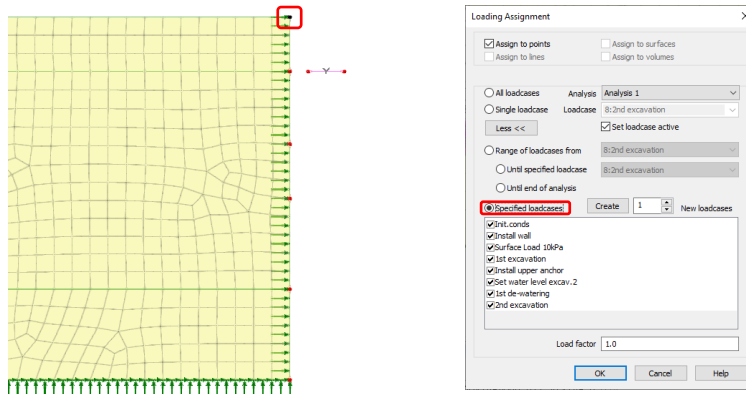 Y
Loading Assignment
Assign to points
Assign to surfaces
Assign to lines
Assign to volumes
All loadcases
Analysis
Analysis 1
Single loadcase
Loadcase
8:2nd excavation
Less <<
Set loadcase active
Range of loadcases from
8:2nd excavation
Until specified loadcase
8:2nd excavation
Until end of analysis
Specified loadcases
Create
1
New loadcases
Init.conds
Install wall
Surface Load 10kPa
1st excavation
Install upper anchor
Set water level excav.2
1st de-watering
2nd excavation
Load factor
1.0
OK
Cancel
Help